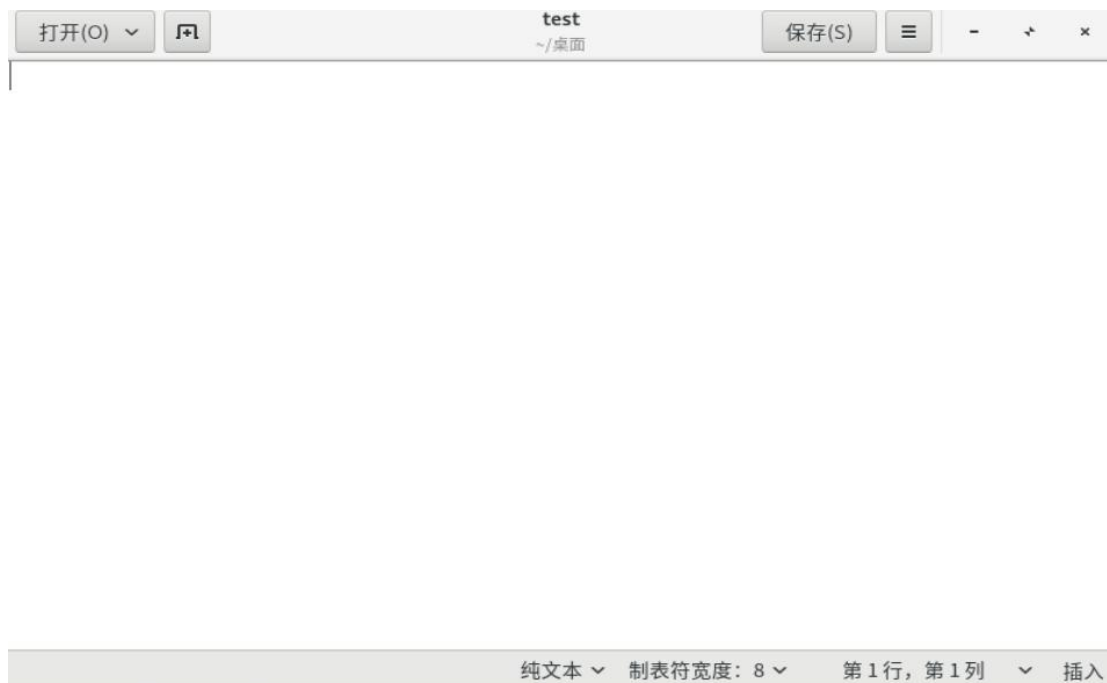 打开(O)
test
~/桌面
保存(S)
纯文本 制表符宽度：8 第 1 行，第 1 列 插入